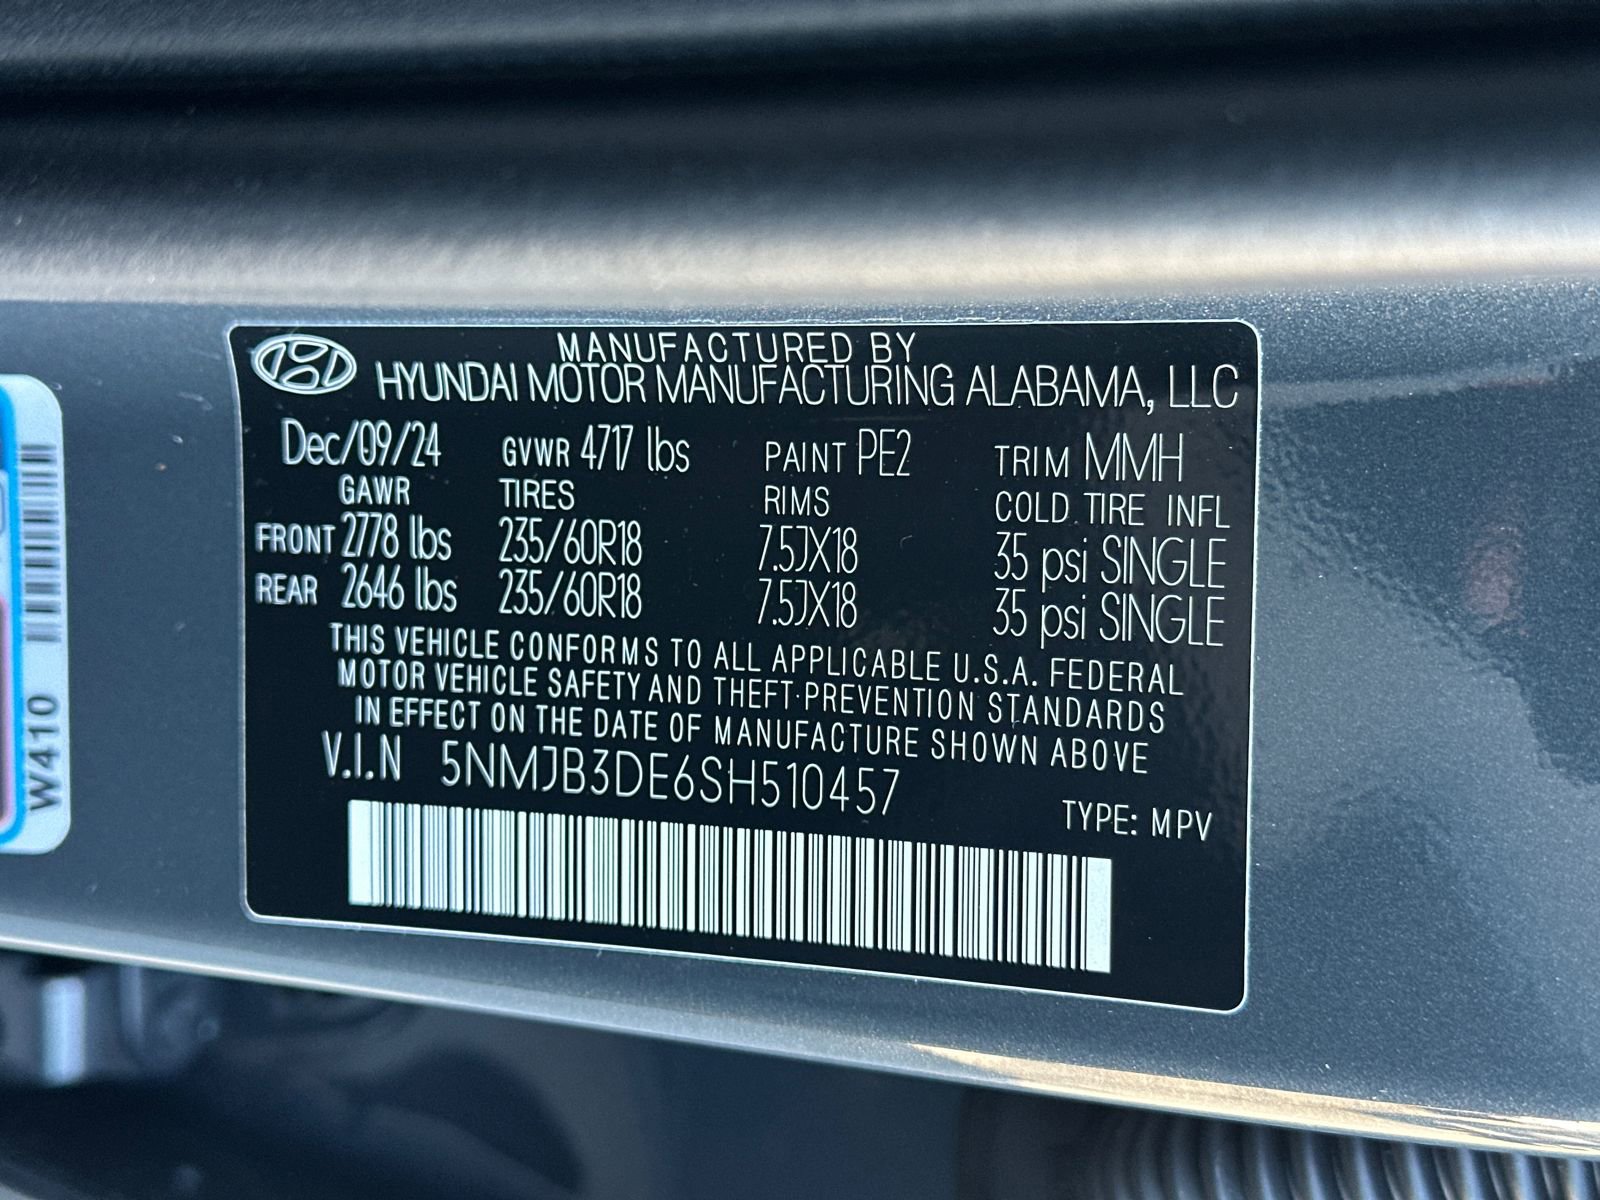 MANUFACTURED BY
HYUNDAI MOTOR MANUFACTURING ALABAMA, LLC
Dec/09/24 GVWR 4717 lbs PAINT PE2 TRIM MMH
GAWR TIRES RIMS COLD TIRE INFL
FRONT 2778 lbs 235/60R18 7.5JX18 35 psi SINGLE
REAR 2646 lbs 235/60R18 7.5JX18 35 psi SINGLE
THIS VEHICLE CONFORMS TO ALL APPLICABLE U.S.A. FEDERAL
MOTOR VEHICLE SAFETY AND THEFT-PREVENTION STANDARDS
IN EFFECT ON THE DATE OF MANUFACTURE SHOWN ABOVE
V.I.N 5NMJB3DE6SH510457
TYPE: MPV
W410